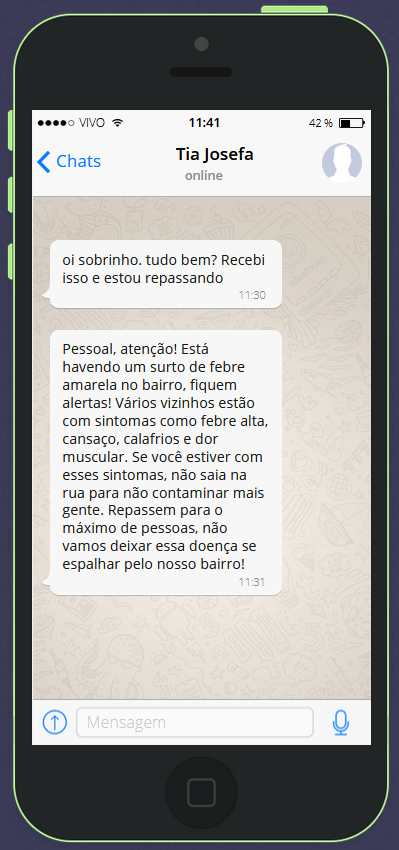 VIVO 11:41 42 %
Chats Tia Josefa
online
oi sobrinho. tudo bem? Recebi
isso e estou repassando
11:30
Pessoal, atenção! Está
havendo um surto de febre
amarela no bairro, fiquem
alertas! Vários vizinhos estão
com sintomas como febre alta,
cansaço, calafrios e dor
muscular. Se você estiver com
esses sintomas, não saia na
rua para não contaminar mais
gente. Repassem para o
máximo de pessoas, não
vamos deixar essa doença se
espalhar pelo nosso bairro!
11:31
Mensagem